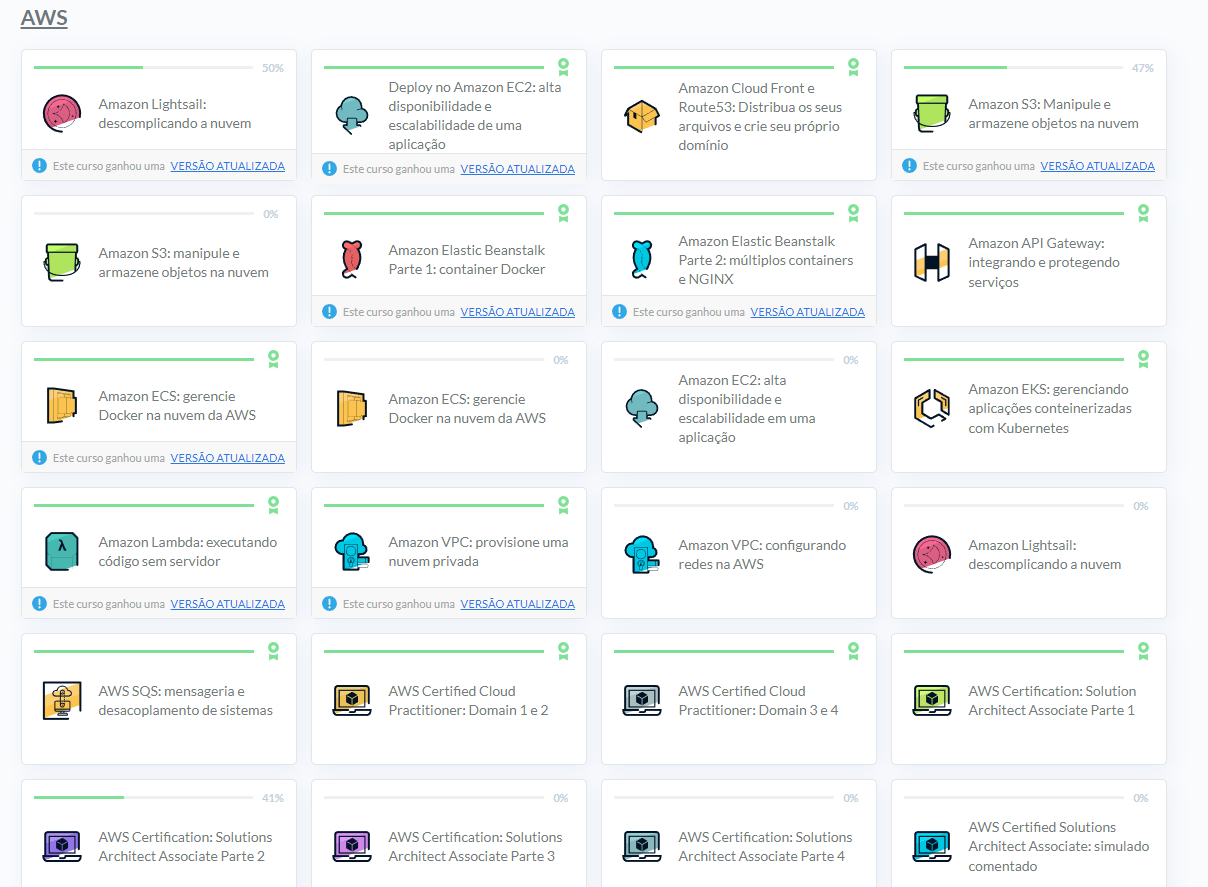 AWS
50%
Amazon Lightsail:
descomplicando a nuvem
Este curso ganhou uma VERSÃO ATUALIZADA
Deploy no Amazon EC2: alta
disponibilidade e
escalabilidade de uma
aplicação
Este curso ganhou uma VERSÃO ATUALIZADA
Amazon Cloud Front e
Route53: Distribua os seus
arquivos e crie seu próprio
domínio
47%
Amazon S3: Manipule e
armazene objetos na nuvem
Este curso ganhou uma VERSÃO ATUALIZADA
0%
Amazon S3: manipule e
armazene objetos na nuvem
Amazon Elastic Beanstalk
Parte 1: container Docker
Este curso ganhou uma VERSÃO ATUALIZADA
Amazon Elastic Beanstalk
Parte 2: múltiplos containers
e NGINX
Este curso ganhou uma VERSÃO ATUALIZADA
Amazon API Gateway:
integrando e protegendo
serviços
Amazon ECS: gerencie
Docker na nuvem da AWS
Este curso ganhou uma VERSÃO ATUALIZADA
0%
Amazon ECS: gerencie
Docker na nuvem da AWS
0%
Amazon EC2: alta
disponibilidade e
escalabilidade em uma
aplicação
Amazon EKS: gerenciando
aplicações conteinerizadas
com Kubernetes
Amazon Lambda: executando
código sem servidor
Este curso ganhou uma VERSÃO ATUALIZADA
Amazon VPC: provisione uma
nuvem privada
Este curso ganhou uma VERSÃO ATUALIZADA
0%
Amazon VPC: configurando
redes na AWS
0%
Amazon Lightsail:
descomplicando a nuvem
AWS SQS: mensageria e
desacoplamento de sistemas
AWS Certified Cloud
Practitioner: Domain 1 e 2
AWS Certified Cloud
Practitioner: Domain 3 e 4
AWS Certification: Solution
Architect Associate Parte 1
41%
AWS Certification: Solutions
Architect Associate Parte 2
0%
AWS Certification: Solutions
Architect Associate Parte 3
0%
AWS Certification: Solutions
Architect Associate Parte 4
0%
AWS Certified Solutions
Architect Associate: simulado
comentado